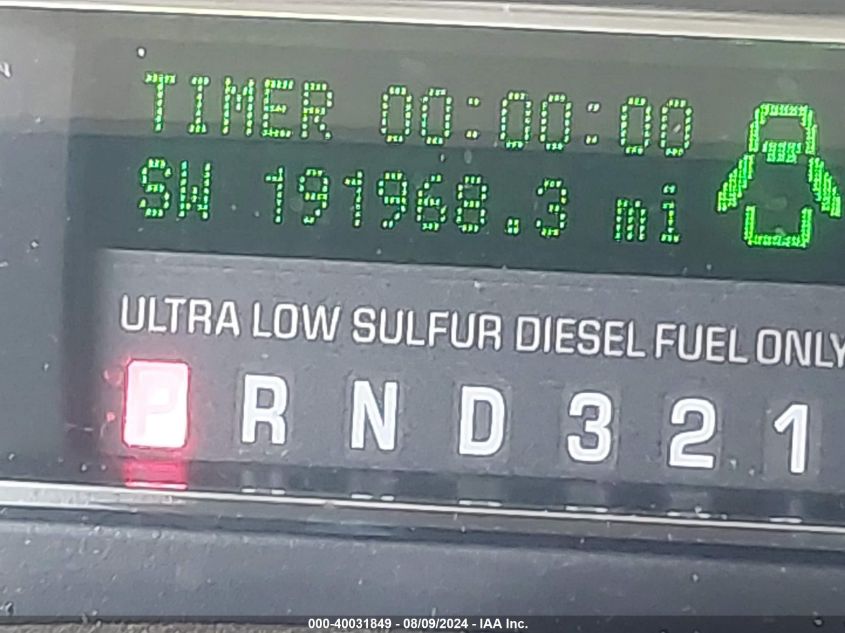 TIMER 00:00:00
SW 191968.3 mi
ULTRA LOW SULFUR DIESEL FUEL ONLY
P R N D 3 2 1
000-40031849 - 08/09/2024 - IAA Inc.